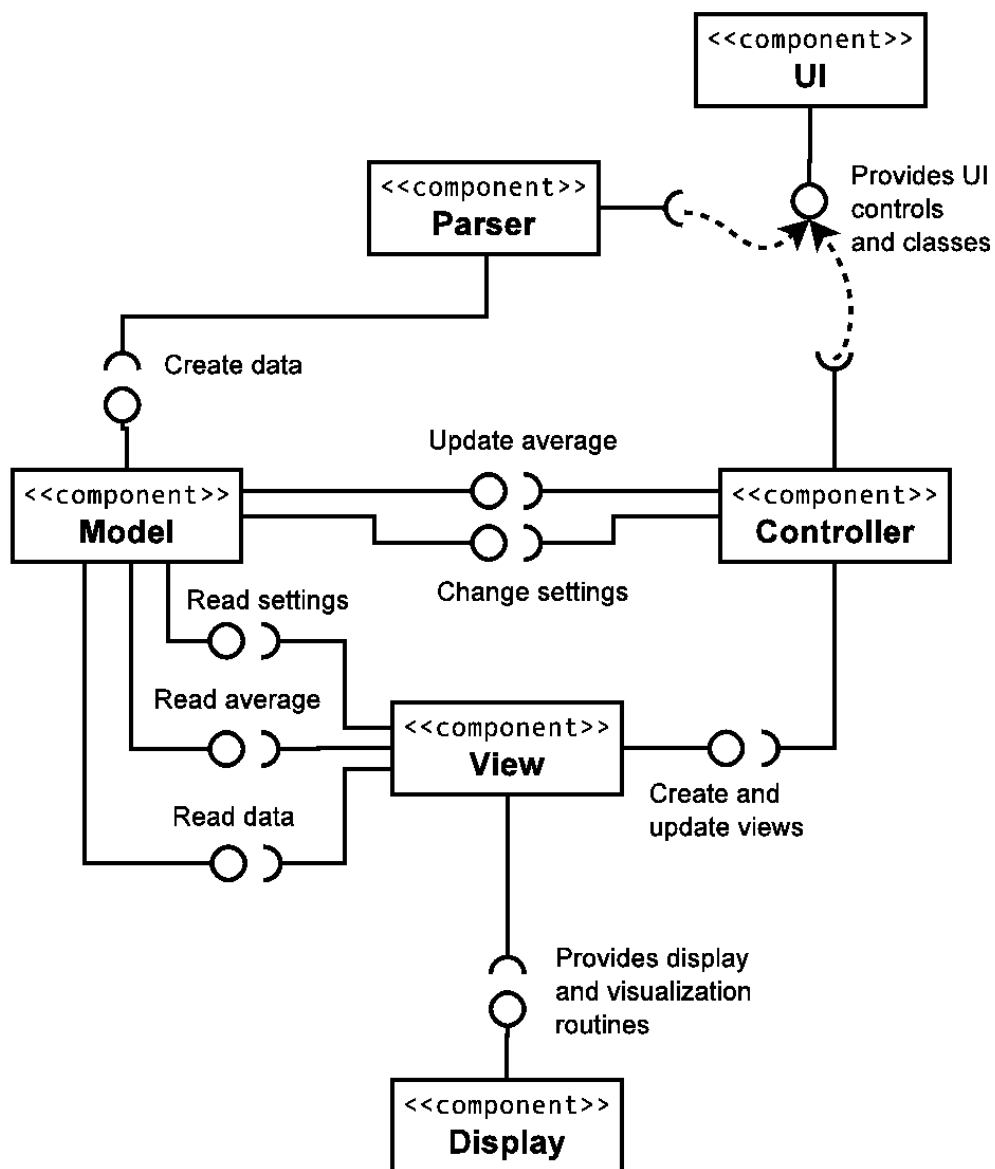 <<component>>
UI
Provides UI
controls
and classes
<<component>>
Parser
Create data
Update average
<<component>>
Model
<<component>>
Controller
Change settings
Read settings
Read average
<<component>>
View
Read data
Create and
update views
Provides display
and visualization
routines
<<component>>
Display